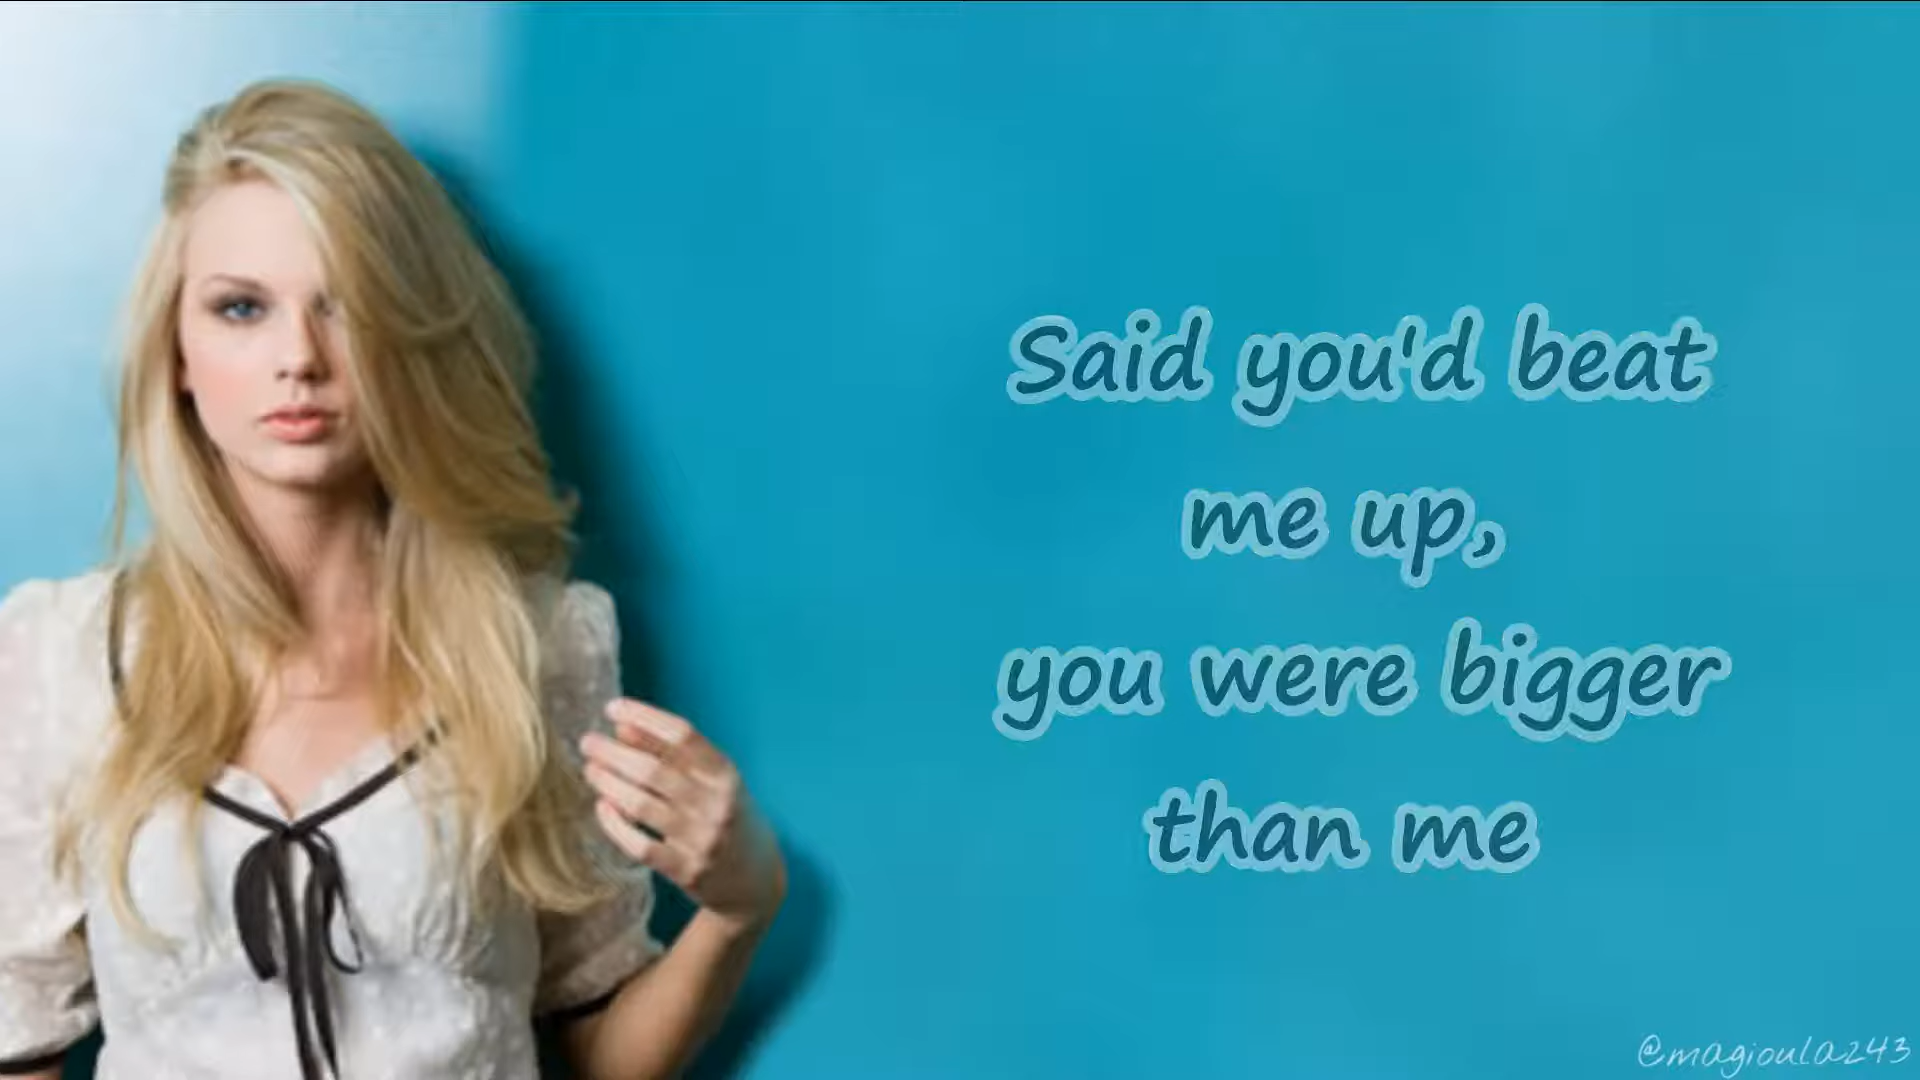 Said you'd beat
me up,
you were bigger
than me
@magioula243